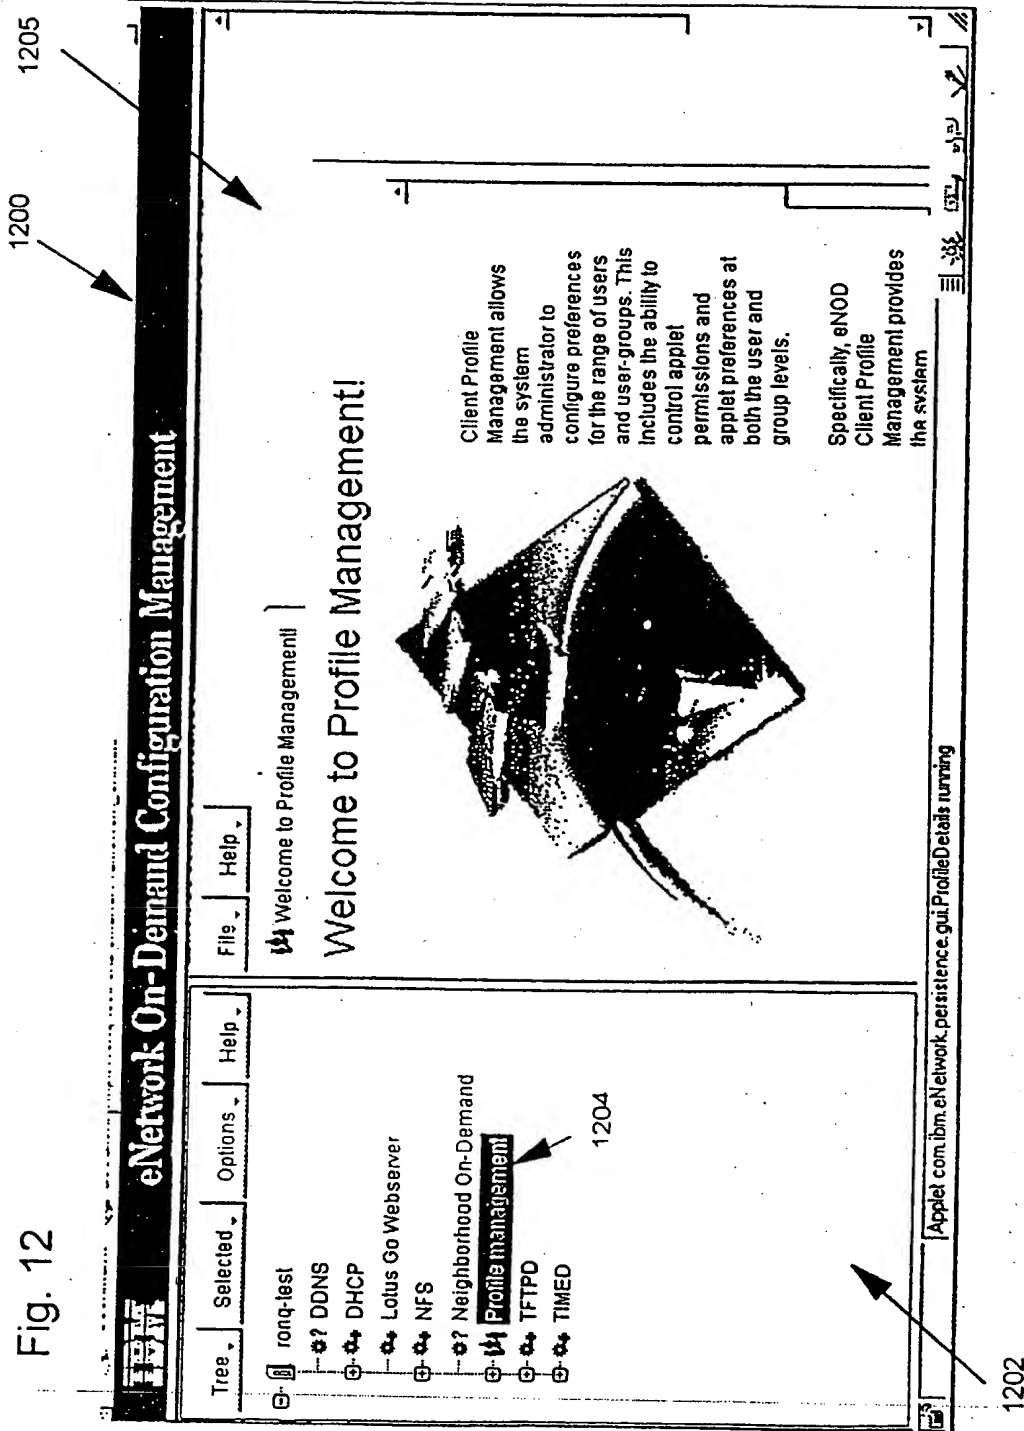 Fig. 12
1200
1205
IBM
eNetwork On-Demand Configuration Management
Tree
Selected
Options
Help
ronq-test
DDNS
DHCP
Lotus Go Webserver
NFS
Neighborhood On-Demand
Profile management
TFTPD
TIMED
1204
1202
File
Help
Welcome to Profile Management!
Welcome to Profile Management!
Client Profile
Management allows
the system
administrator to
configure preferences
for the range of users
and user-groups. This
includes the ability to
control applet
permissions and
applet preferences at
both the user and
group levels.
Specifically, eNOD
Client Profile
Management provides
the system
Applet com.ibm.eNetwork.persistence.gui.ProfileDetails running